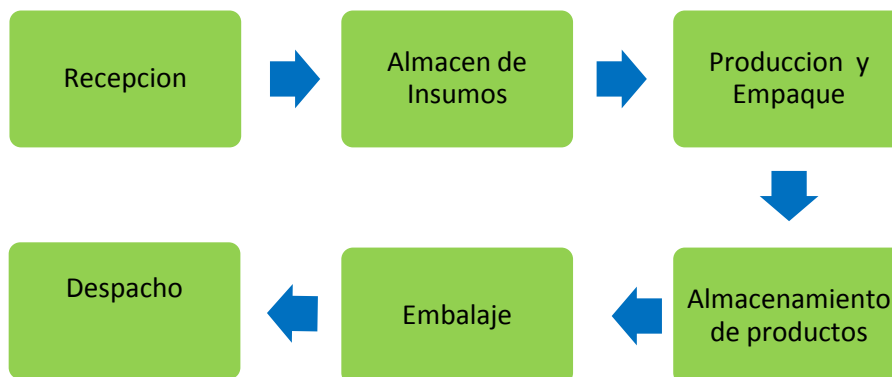 Recepcion
Almacen de
Insumos
Produccion y
Empaque
Almacenamiento
de productos
Embalaje
Despacho